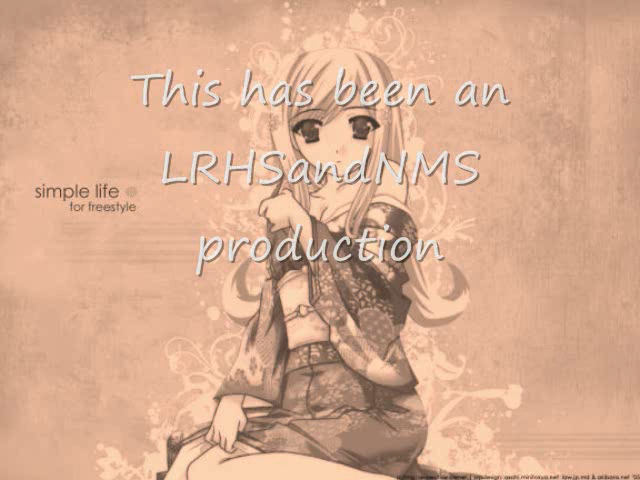 This has been an
LRHSandNMS
production
simple life
for freestyle